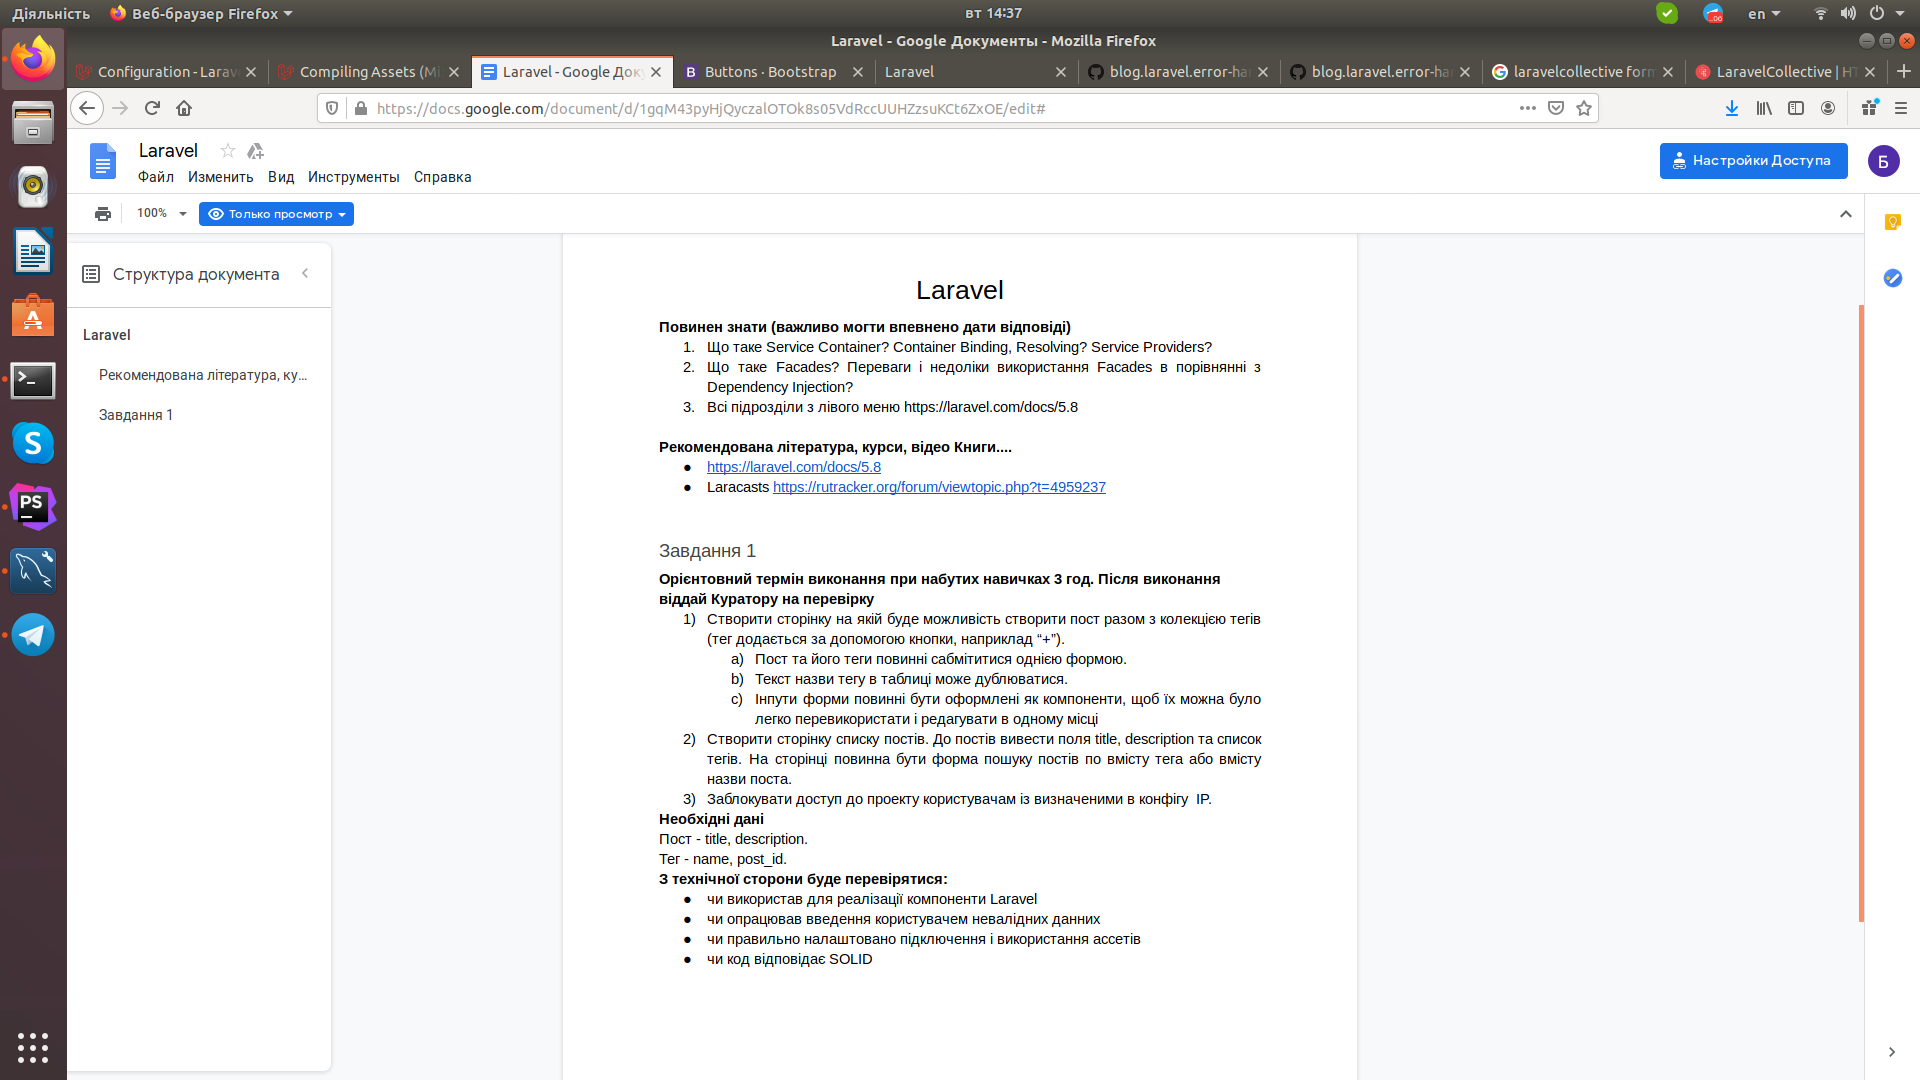 Діяльність
Веб-браузер Firefox
вт 14:37
en
Laravel - Google Документы - Mozilla Firefox
Configuration - Larav
Compiling Assets (Mi
Laravel - Google Док
Buttons · Bootstrap
Laravel
blog.laravel.error-ha
blog.laravel.error-ha
laravelcollective for
LaravelCollective | HT
https://docs.google.com/document/d/1gqM43pyHjQyczalOTOk8s05VdRccUUHZzsuKCt6ZxOE/edit#
Laravel
Файл Изменить Вид Инструменты Справка
Настройки Доступа
Б
100%
Только просмотр
Структура документа
Laravel
Рекомендована література, ку...
Завдання 1
Laravel
Повинен знати (важливо могти впевнено дати відповіді)
1. Що таке Service Container? Container Binding, Resolving? Service Providers?
2. Що таке Facades? Переваги і недоліки використання Facades в порівнянні з
Dependency Injection?
3. Всі підрозділи з лівого меню https://laravel.com/docs/5.8
Рекомендована література, курси, відео Книги....
● https://laravel.com/docs/5.8
● Laracasts https://rutracker.org/forum/viewtopic.php?t=4959237
Завдання 1
Орієнтовний термін виконання при набутих навичках 3 год. Після виконання
віддай Куратору на перевірку
1) Створити сторінку на якій буде можливість створити пост разом з колекцією тегів
(тег додається за допомогою кнопки, наприклад “+”).
a) Пост та його теги повинні сабмітитися однією формою.
b) Текст назви тегу в таблиці може дублюватися.
c) Інпути форми повинні бути оформлені як компоненти, щоб їх можна було
легко перевикористати і редагувати в одному місці
2) Створити сторінку списку постів. До постів вивести поля title, description та список
тегів. На сторінці повинна бути форма пошуку постів по вмісту тега або вмісту
назви поста.
3) Заблокувати доступ до проекту користувачам із визначеними в конфігу  IP.
Необхідні дані
Пост - title, description.
Тег - name, post_id.
З технічної сторони буде перевірятися:
● чи використав для реалізації компоненти Laravel
● чи опрацював введення користувачем невалідних данних
● чи правильно налаштовано підключення і використання ассетів
● чи код відповідає SOLID